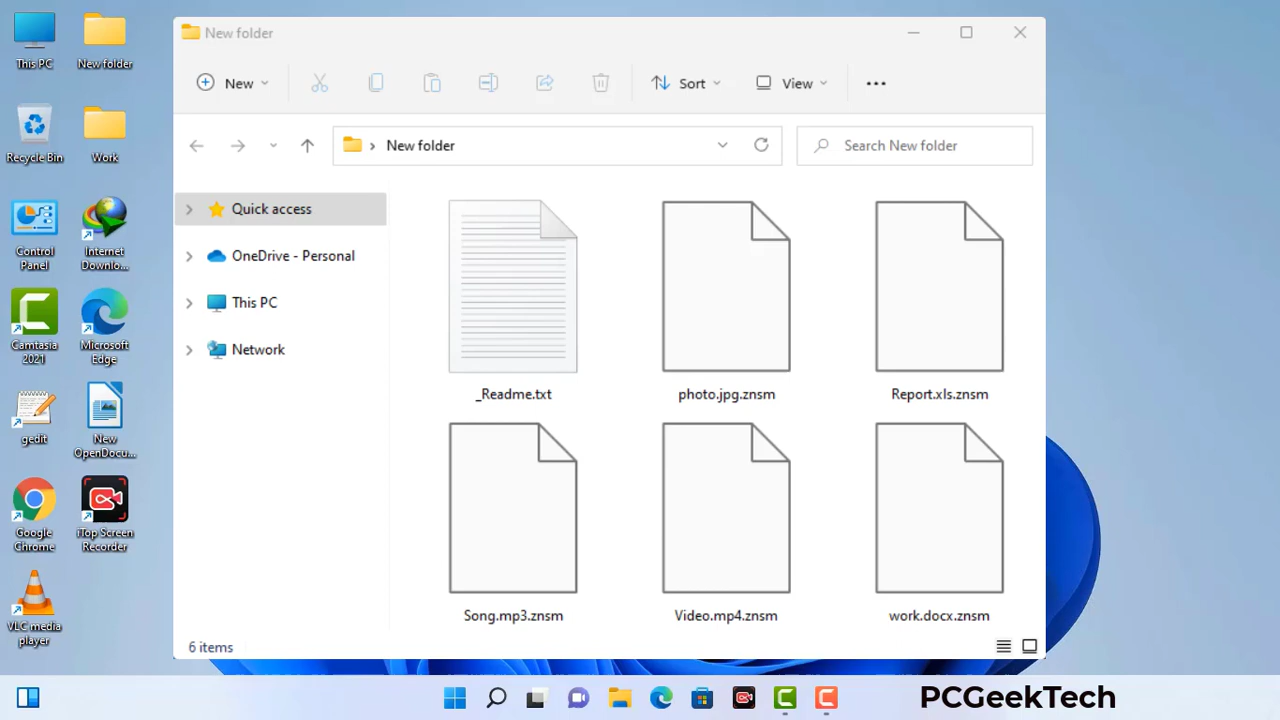 This PC
New folder
Recycle Bin
Work
Control
Panel
Internet
Downlo...
Camtasia
2021
Microsoft
Edge
gedit
New
OpenDocu...
Google
Chrome
iTop Screen
Recorder
VLC media
player
New folder
New
Sort
View
New folder
Search New folder
Quick access
OneDrive - Personal
This PC
Network
_Readme.txt
photo.jpg.znsm
Report.xls.znsm
Song.mp3.znsm
Video.mp4.znsm
work.docx.znsm
6 items
PCGeekTech